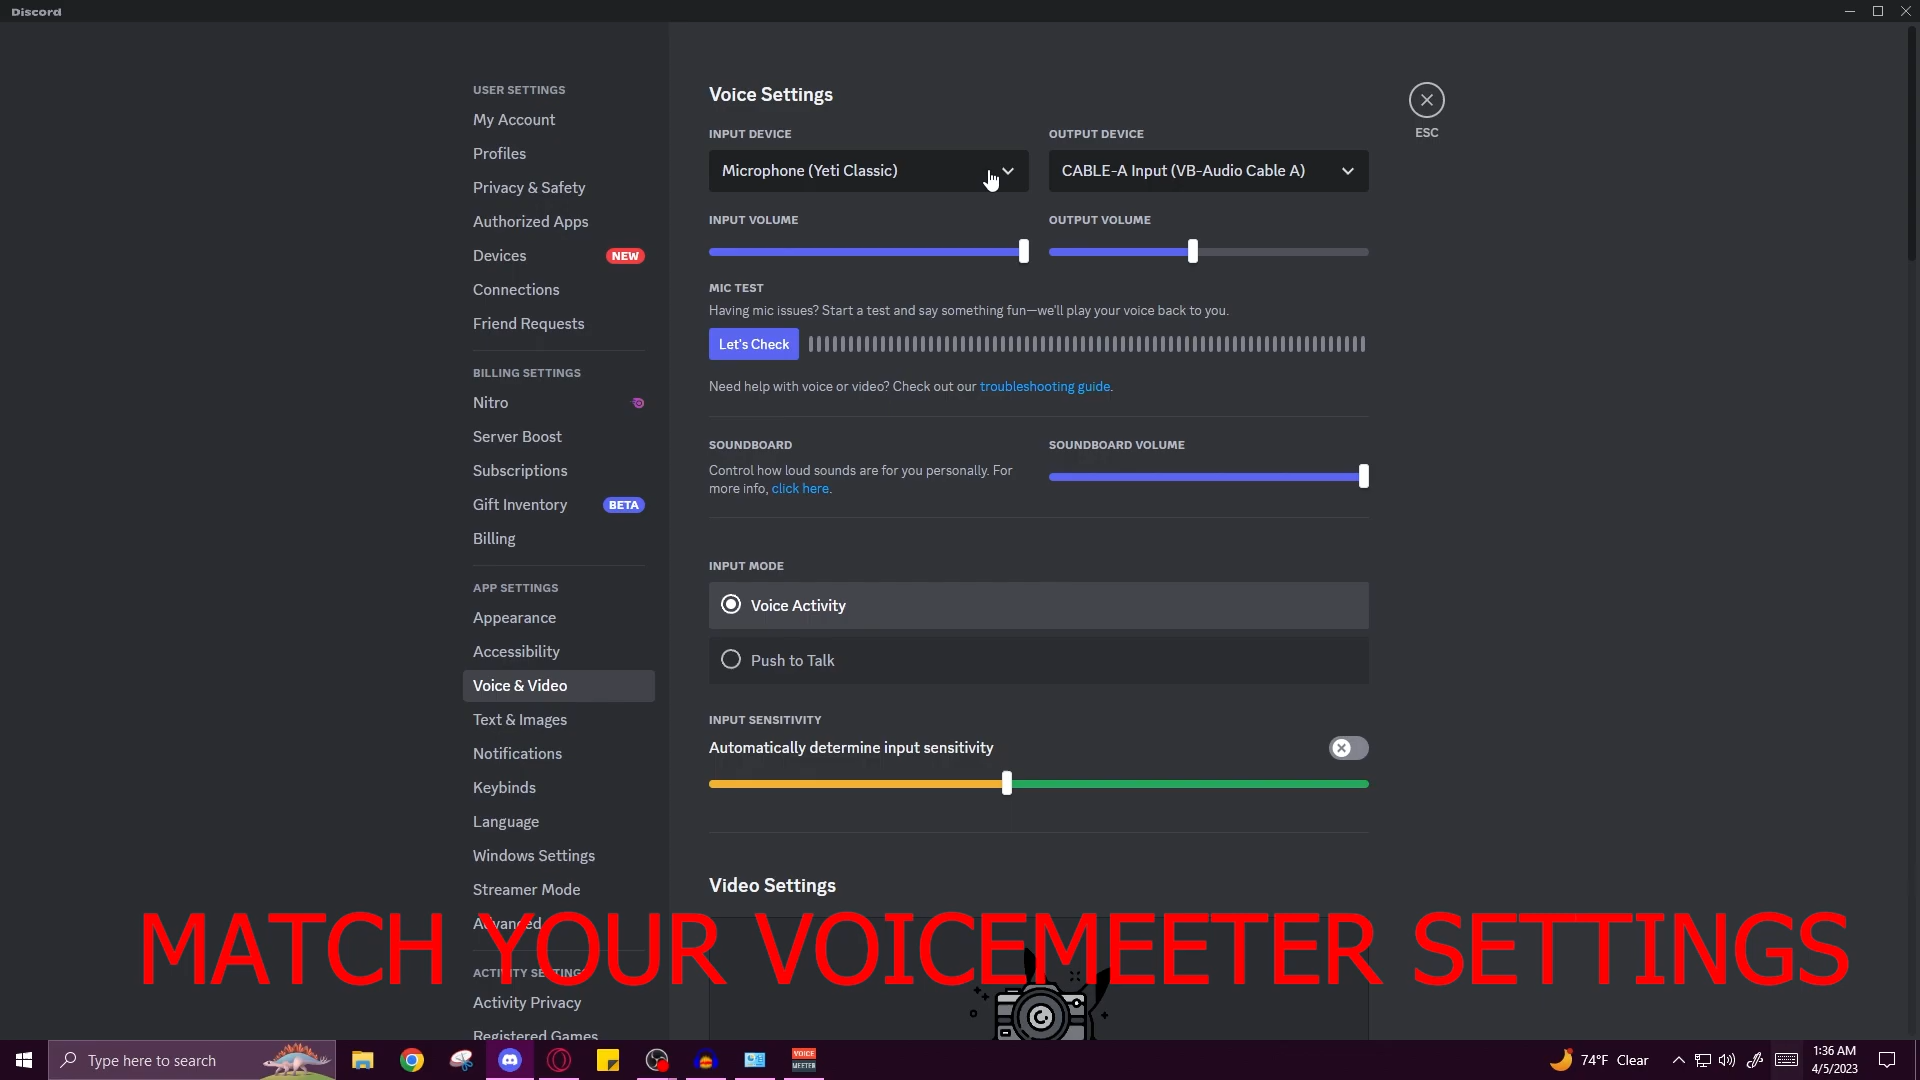 Discord
USER SETTINGS
My Account
Profiles
Privacy & Safety
Authorized Apps
Devices NEW
Connections
Friend Requests
BILLING SETTINGS
Nitro
Server Boost
Subscriptions
Gift Inventory BETA
Billing
APP SETTINGS
Appearance
Accessibility
Voice & Video
Text & Images
Notifications
Keybinds
Language
Windows Settings
Streamer Mode
Advanced
ACTIVITY SETTINGS
Activity Privacy
Registered Games
Voice Settings
INPUT DEVICE
Microphone (Yeti Classic)
OUTPUT DEVICE
CABLE-A Input (VB-Audio Cable A)
ESC
INPUT VOLUME
OUTPUT VOLUME
MIC TEST
Having mic issues? Start a test and say something fun—we'll play your voice back to you.
Let's Check
Need help with voice or video? Check out our troubleshooting guide.
SOUNDBOARD
Control how loud sounds are for you personally. For
more info, click here.
SOUNDBOARD VOLUME
INPUT MODE
Voice Activity
Push to Talk
INPUT SENSITIVITY
Automatically determine input sensitivity
Video Settings
MATCH YOUR VOICEMEETER SETTINGS
Type here to search
VOICE
MEETER
74°F Clear
1:36 AM
4/5/2023